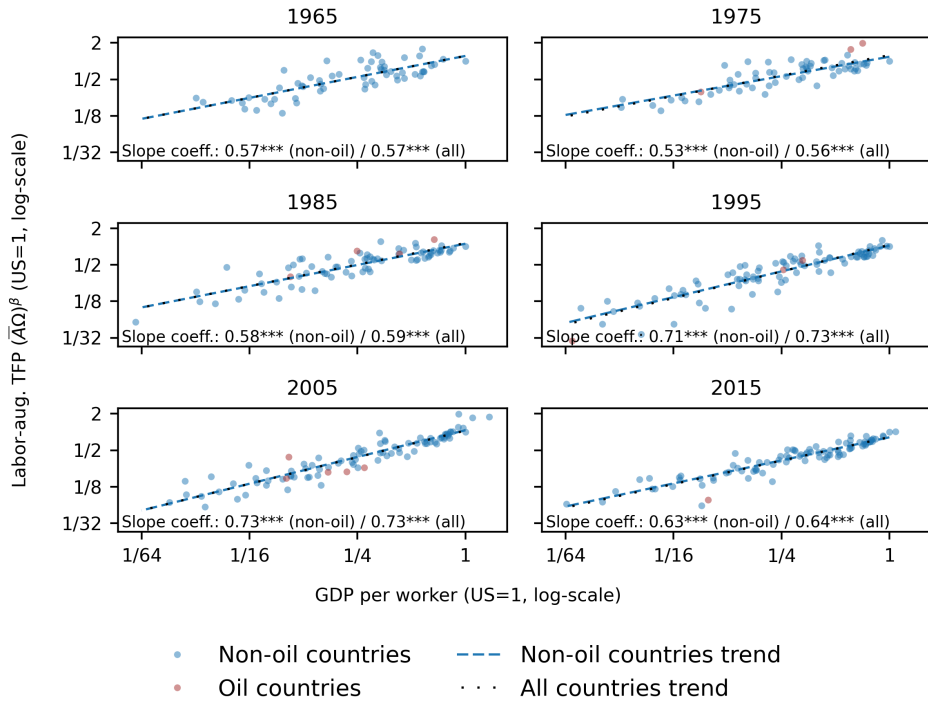 1965
1975
2
1/2
1/8
1/32
Slope coeff.: 0.57*** (non-oil) / 0.57*** (all)
Slope coeff.: 0.53*** (non-oil) / 0.56*** (all)
1985
1995
2
1/2
1/8
1/32
Slope coeff.: 0.58*** (non-oil) / 0.59*** (all)
Slope coeff.: 0.71*** (non-oil) / 0.73*** (all)
2005
2015
2
1/2
1/8
1/32
Slope coeff.: 0.73*** (non-oil) / 0.73*** (all)
Slope coeff.: 0.63*** (non-oil) / 0.64*** (all)
1/64 1/16 1/4 1
1/64 1/16 1/4 1
Labor-aug. TFP (A̅Ω)^β (US=1, log-scale)
GDP per worker (US=1, log-scale)
Non-oil countries
Oil countries
Non-oil countries trend
All countries trend